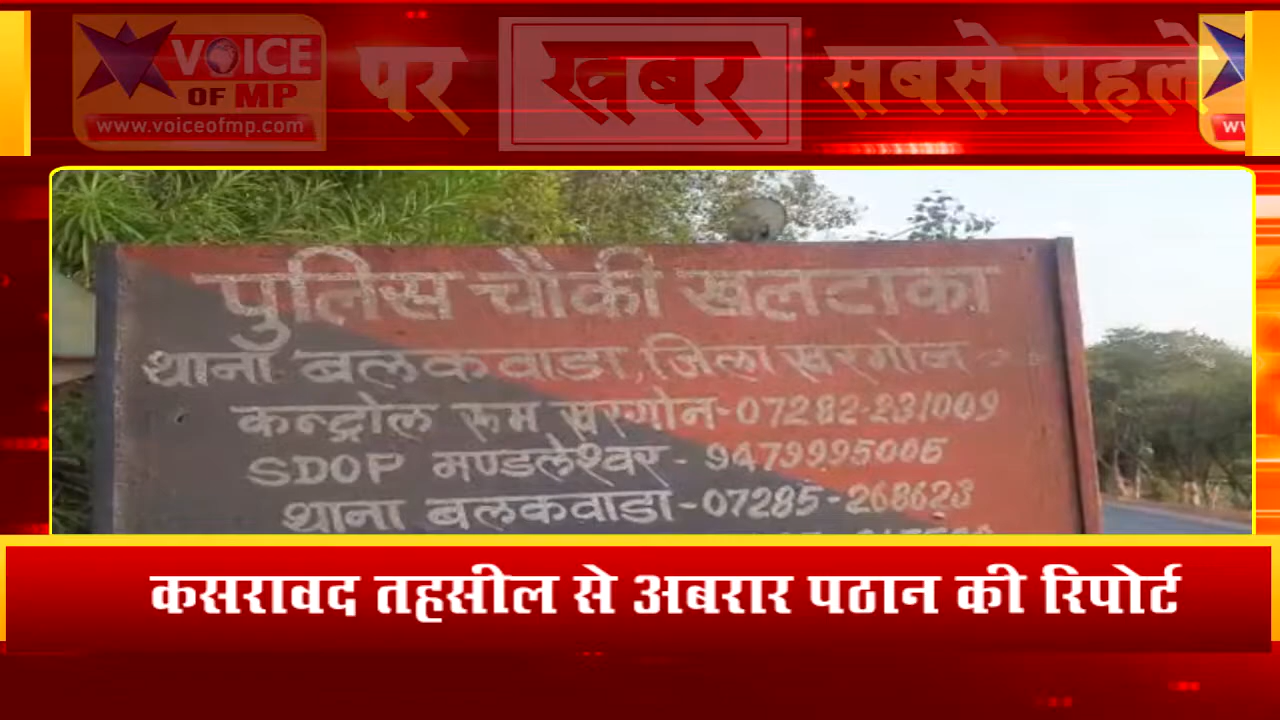 VOICE
OF MP
www.voiceofmp.com
पर खबर सबसे पहले
पुलिस चौकी खलटाका
थाना बलकवाडा, जिला खरगोन
कन्ट्रोल रूम खरगोन-07282-231009
SDOP मण्डलेश्वर- 9479995005
थाना बलकवाडा-07285-268623
कसरावद तहसील से अबरार पठान की रिपोर्ट